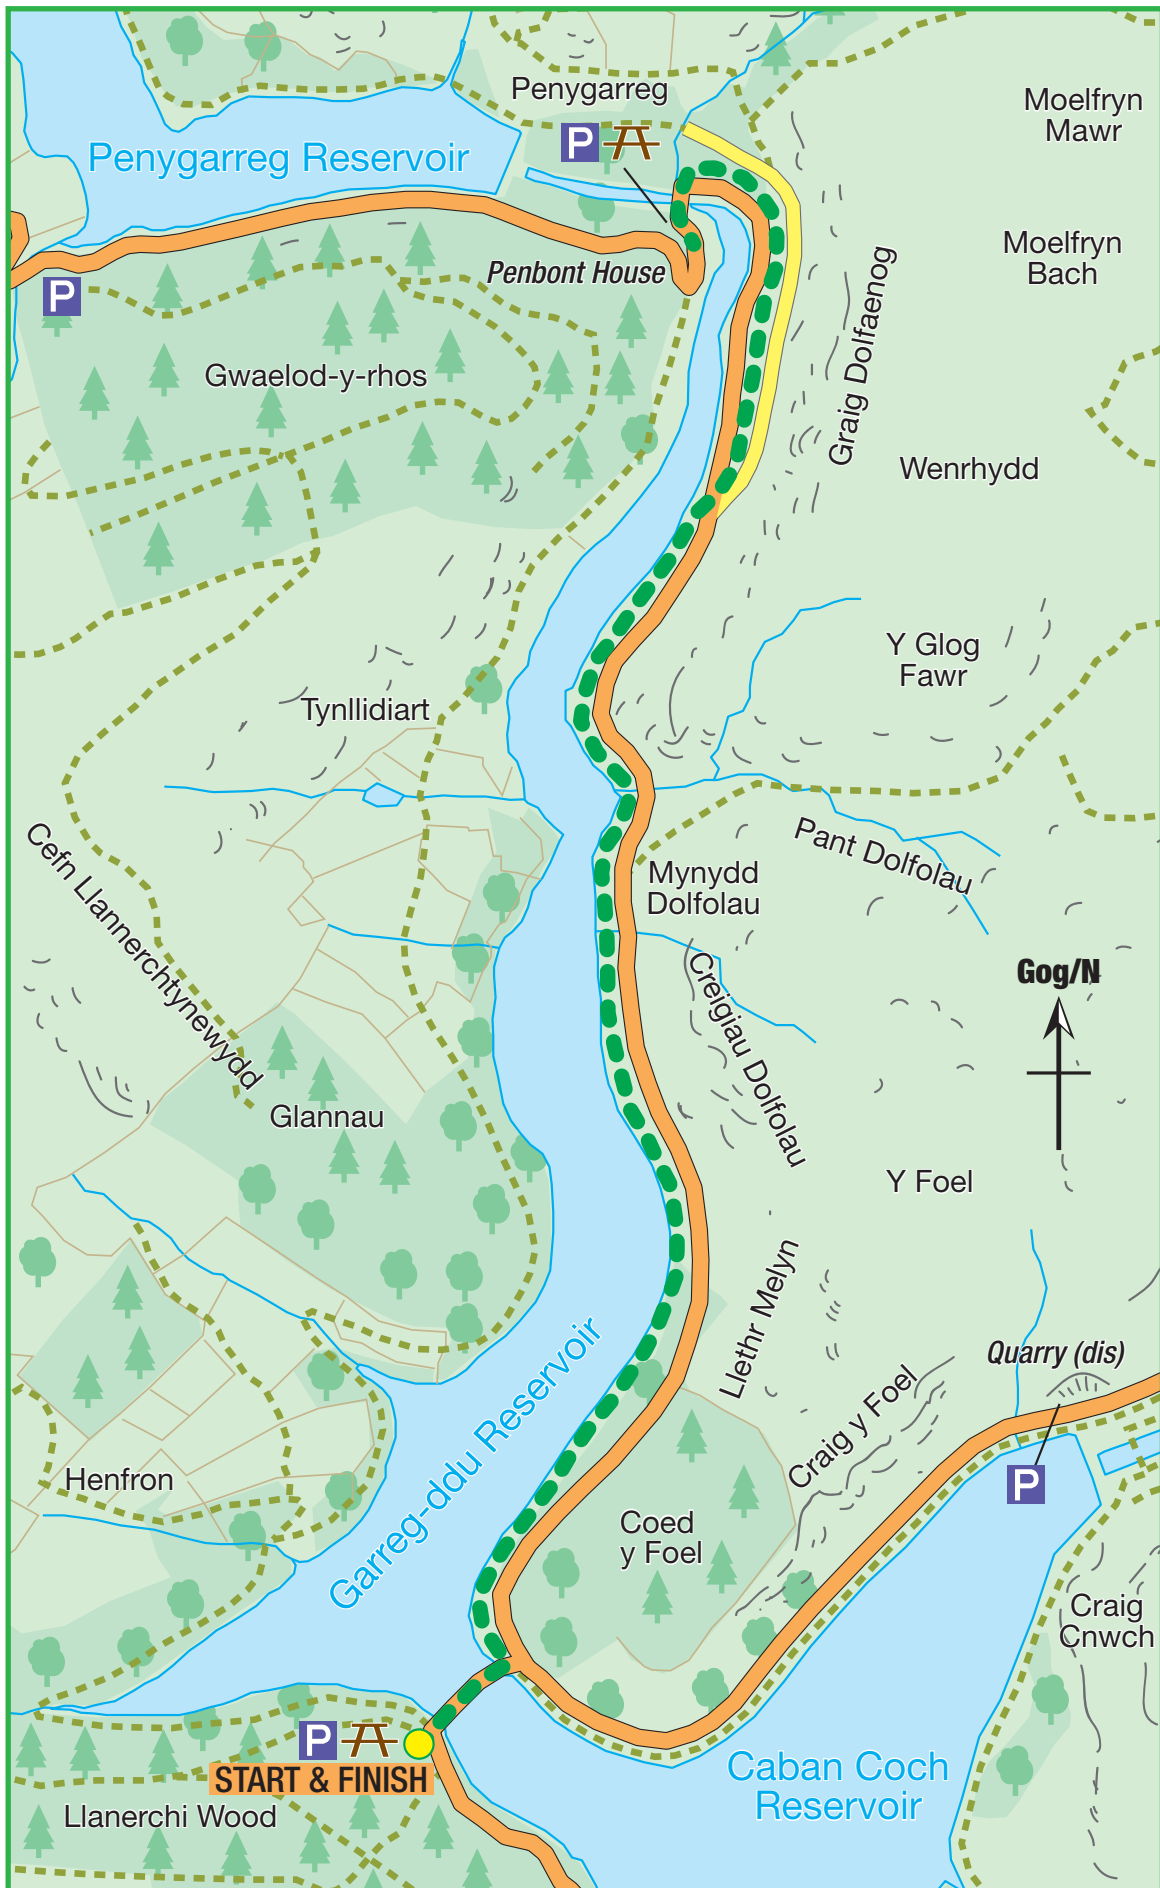 Penygarreg
Moelfryn
Mawr
P
Penygarreg Reservoir
Moelfryn
Bach
Penbont House
P
Graig Dolfaenog
Gwaelod-y-rhos
Wenrhydd
Y Glog
Fawr
Tynllidiart
Pant Dolfolau
Mynydd
Dolfolau
Cefn Llannerchtynewydd
Gog/N
Creigiau Dolfolau
Glannau
Y Foel
Llethr Melyn
Quarry (dis)
Craig y Foel
Garreg-ddu Reservoir
Henfron
P
Coed
y Foel
Craig
Cnwch
P
START & FINISH
Caban Coch
Reservoir
Llanerchi Wood